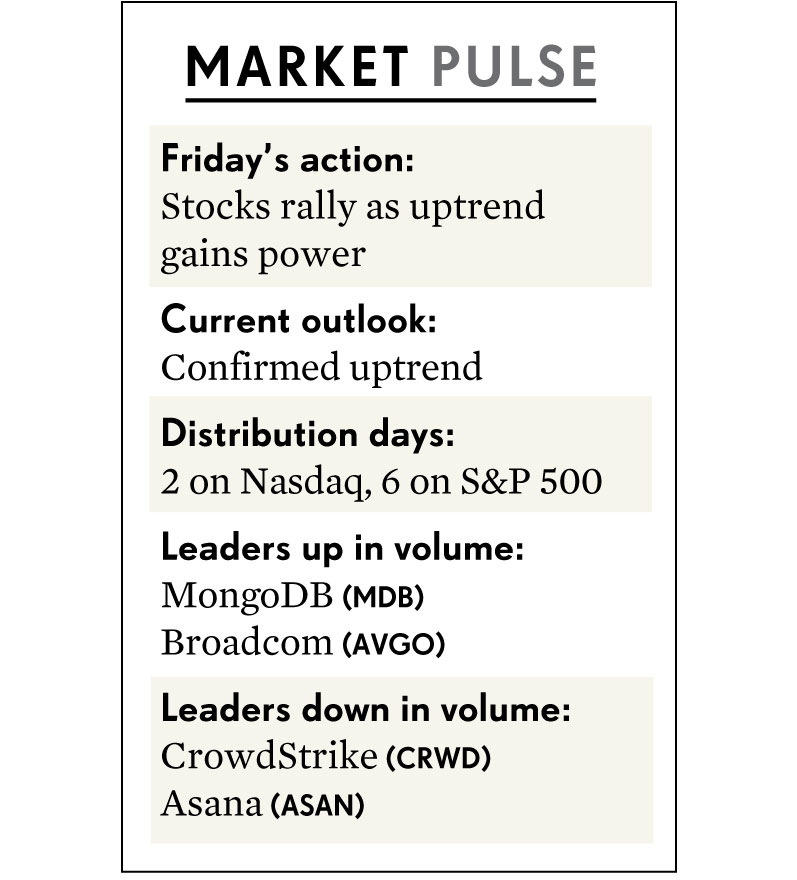 MARKET PULSE
Friday’s action:
Stocks rally as uptrend
gains power
Current outlook:
Confirmed uptrend
Distribution days:
2 on Nasdaq, 6 on S&P 500
Leaders up in volume:
MongoDB (MDB)
Broadcom (AVGO)
Leaders down in volume:
CrowdStrike (CRWD)
Asana (ASAN)